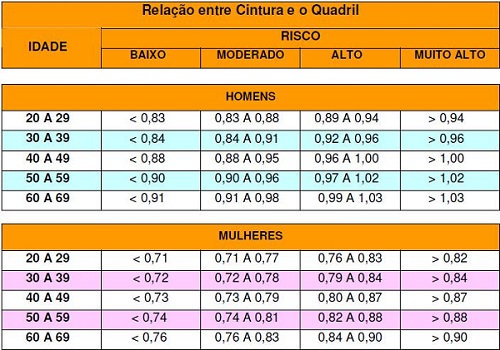 Relação entre Cintura e o Quadril
IDADE RISCO
BAIXO MODERADO ALTO MUITO ALTO
HOMENS
20 A 29 < 0,83 0,83 A 0,88 0,89 A 0,94 > 0,94
30 A 39 < 0,84 0,84 A 0,91 0,92 A 0,96 > 0,96
40 A 49 < 0,88 0,88 A 0,95 0,96 A 1,00 > 1,00
50 A 59 < 0,90 0,90 A 0,96 0,97 A 1,02 > 1,02
60 A 69 < 0,91 0,91 A 0,98 0,99 A 1,03 > 1,03
MULHERES
20 A 29 < 0,71 0,71 A 0,77 0,76 A 0,83 > 0,82
30 A 39 < 0,72 0,72 A 0,78 0,79 A 0,84 > 0,84
40 A 49 < 0,73 0,73 A 0,79 0,80 A 0,87 > 0,87
50 A 59 < 0,74 0,74 A 0,81 0,82 A 0,88 > 0,88
60 A 69 < 0,76 0,76 A 0,83 0,84 A 0,90 > 0,90